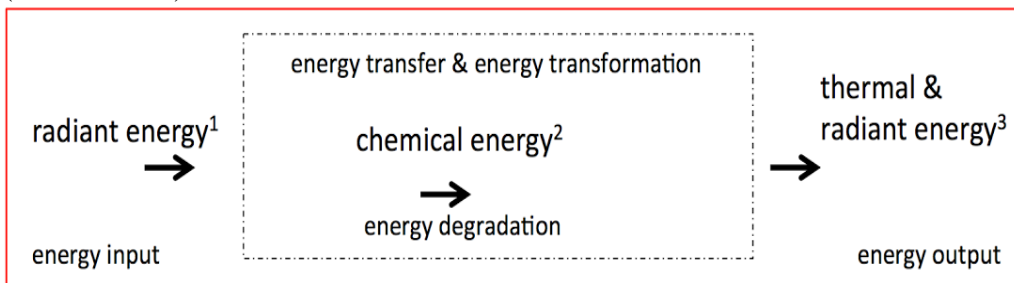 energy transfer & energy transformation
thermal &
radiant energy³
radiant energy¹
chemical energy²
energy degradation
energy input
energy output